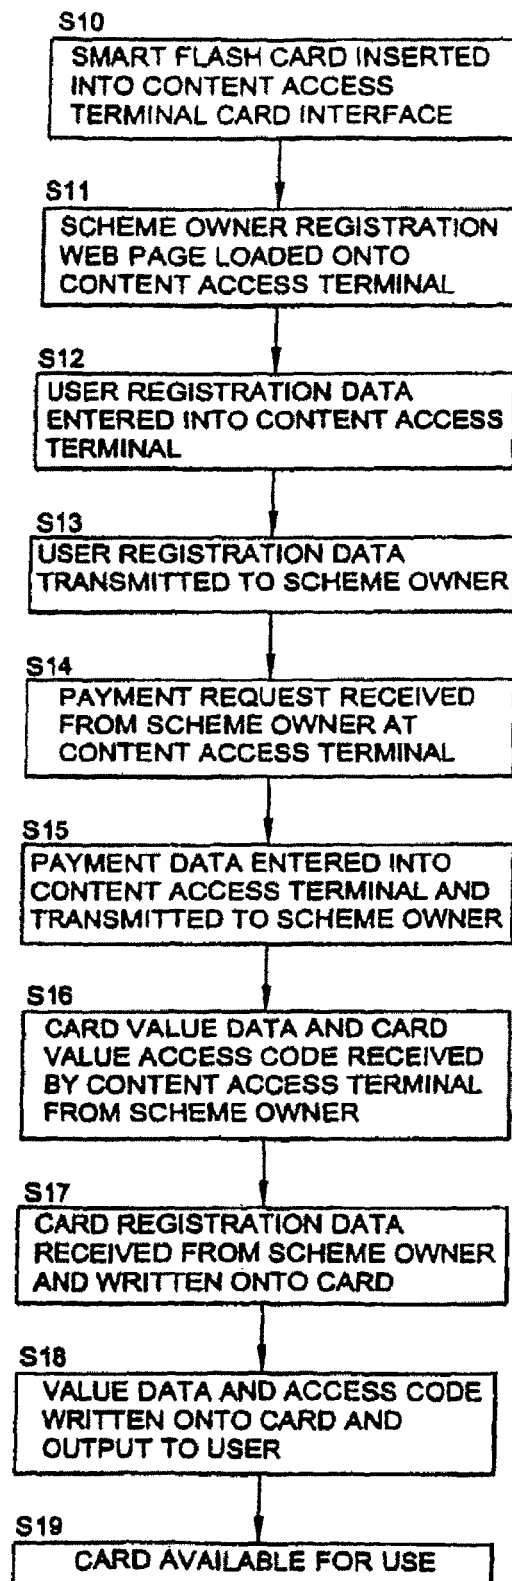 S10
SMART FLASH CARD INSERTED
INTO CONTENT ACCESS
TERMINAL CARD INTERFACE
S11
SCHEME OWNER REGISTRATION
WEB PAGE LOADED ONTO
CONTENT ACCESS TERMINAL
S12
USER REGISTRATION DATA
ENTERED INTO CONTENT ACCESS
TERMINAL
S13
USER REGISTRATION DATA
TRANSMITTED TO SCHEME OWNER
S14
PAYMENT REQUEST RECEIVED
FROM SCHEME OWNER AT
CONTENT ACCESS TERMINAL
S15
PAYMENT DATA ENTERED INTO
CONTENT ACCESS TERMINAL AND
TRANSMITTED TO SCHEME OWNER
S16
CARD VALUE DATA AND CARD
VALUE ACCESS CODE RECEIVED
BY CONTENT ACCESS TERMINAL
FROM SCHEME OWNER
S17
CARD REGISTRATION DATA
RECEIVED FROM SCHEME OWNER
AND WRITTEN ONTO CARD
S18
VALUE DATA AND ACCESS CODE
WRITTEN ONTO CARD AND
OUTPUT TO USER
S19
CARD AVAILABLE FOR USE